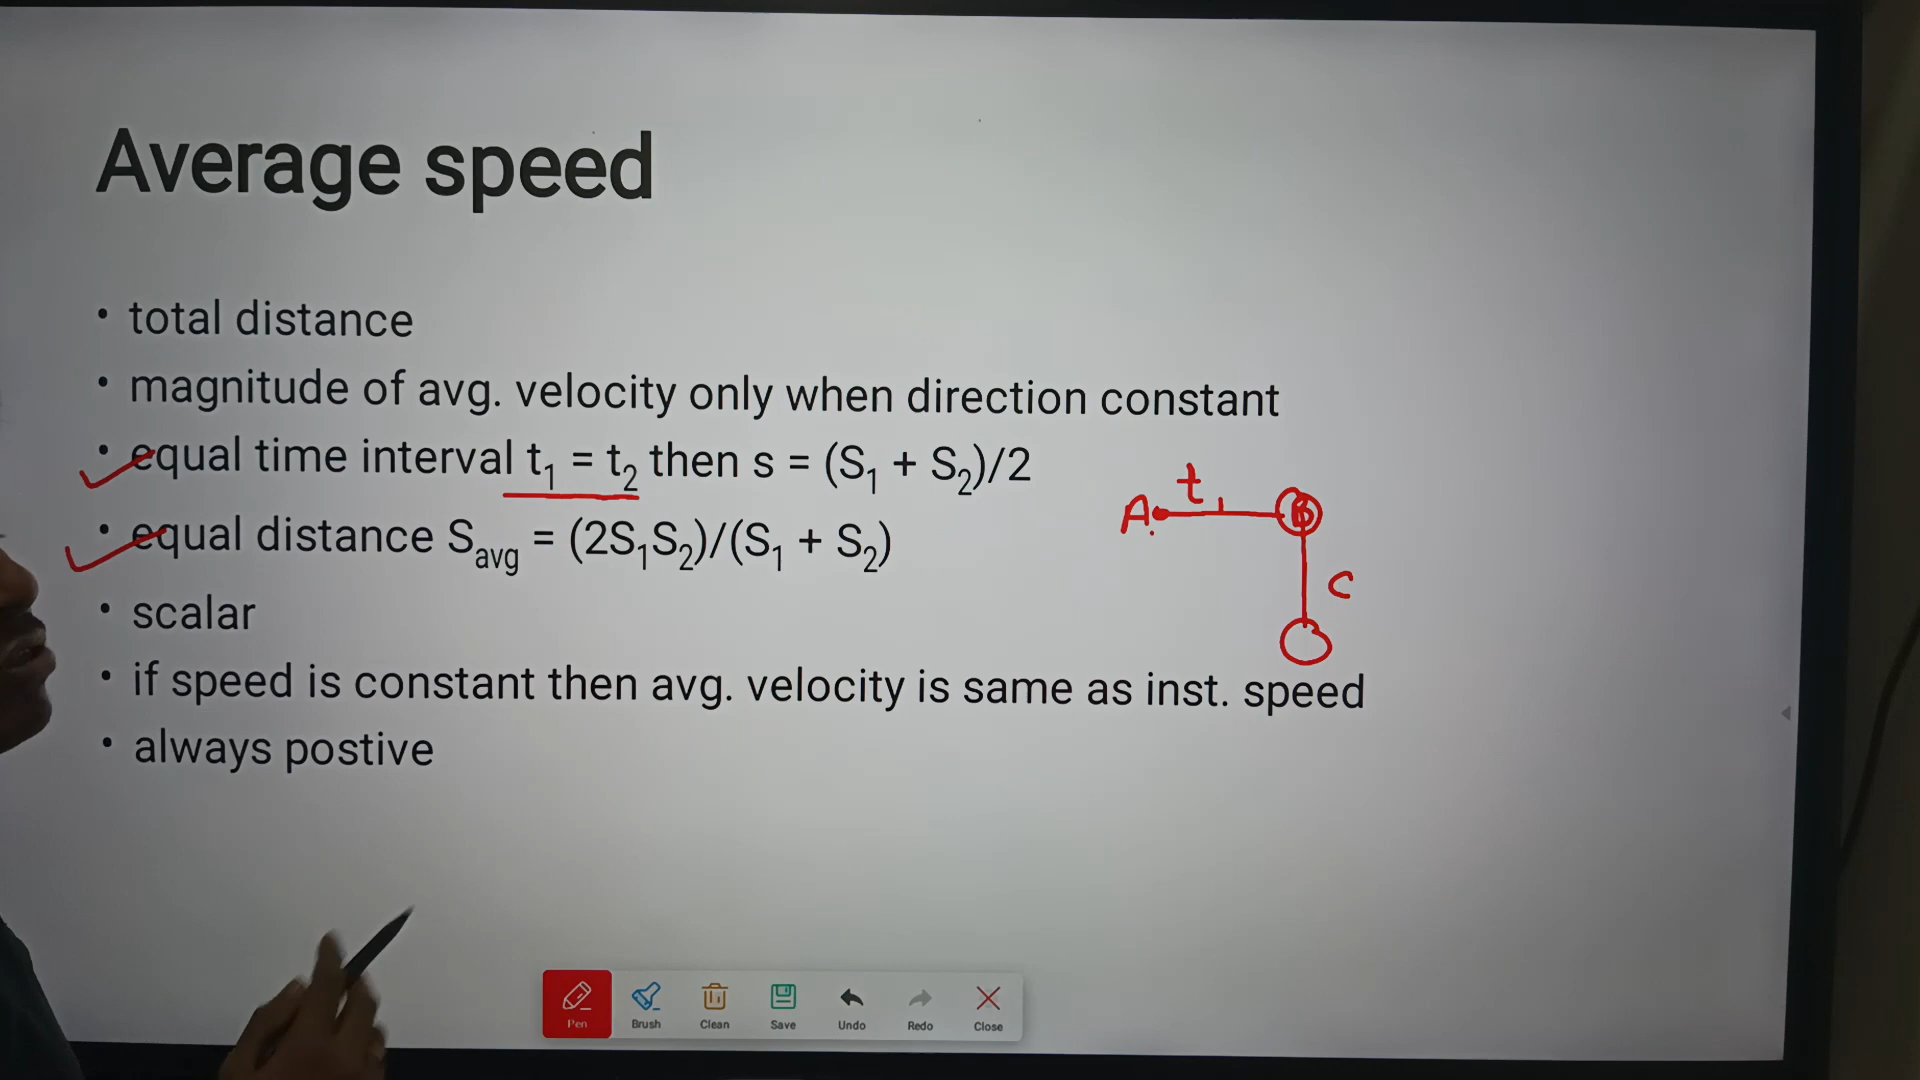 Average speed
• total distance
• magnitude of avg. velocity only when direction constant
• equal time interval t₁ = t₂ then s = (S₁ + S₂)/2
• equal distance Savg = (2S₁S₂)/(S₁ + S₂)
• scalar
• if speed is constant then avg. velocity is same as inst. speed
• always postive
t₁
A B
C
Pen Brush Clean Save Undo Redo Close